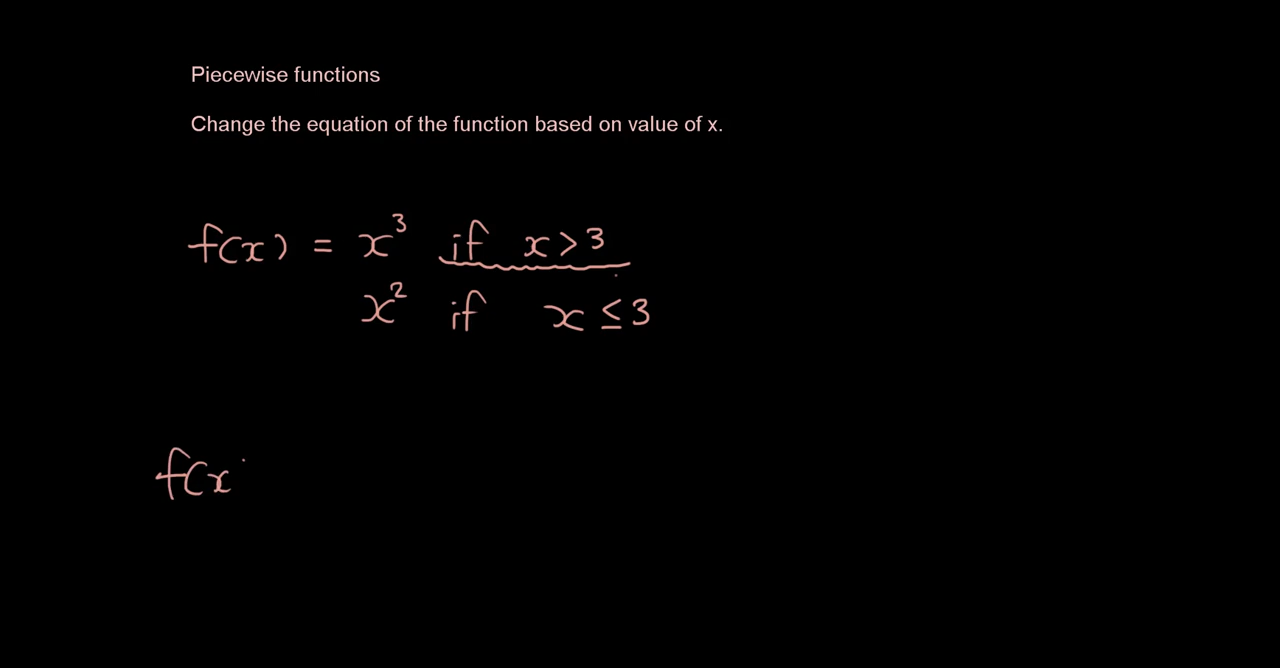 Piecewise functions
Change the equation of the function based on value of x.
f(x) = x³ if x > 3
x² if x ≤ 3
f(x